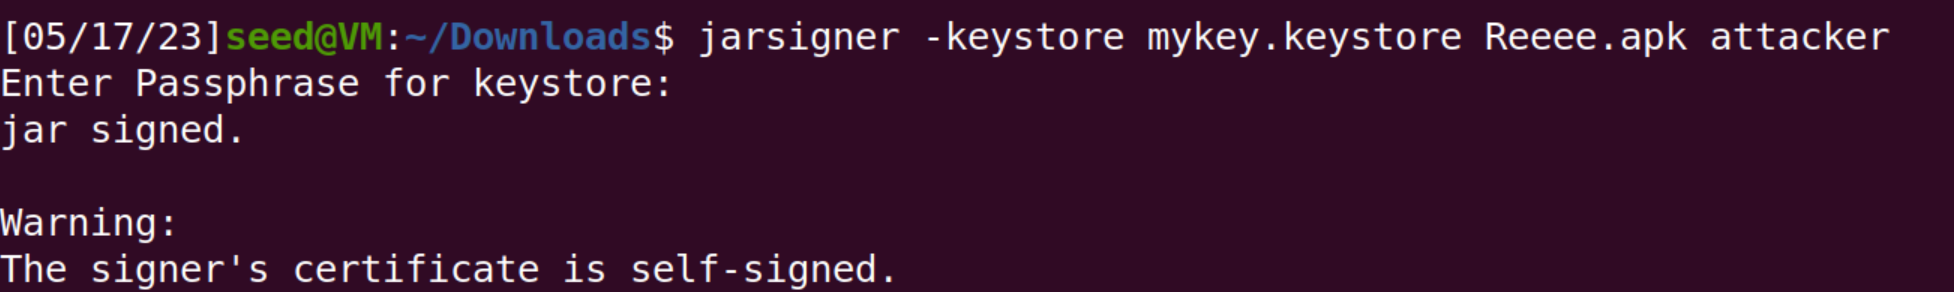 [05/17/23]seed@VM:~/Downloads$ jarsigner -keystore mykey.keystore Reeee.apk attacker
Enter Passphrase for keystore:
jar signed.
Warning:
The signer's certificate is self-signed.